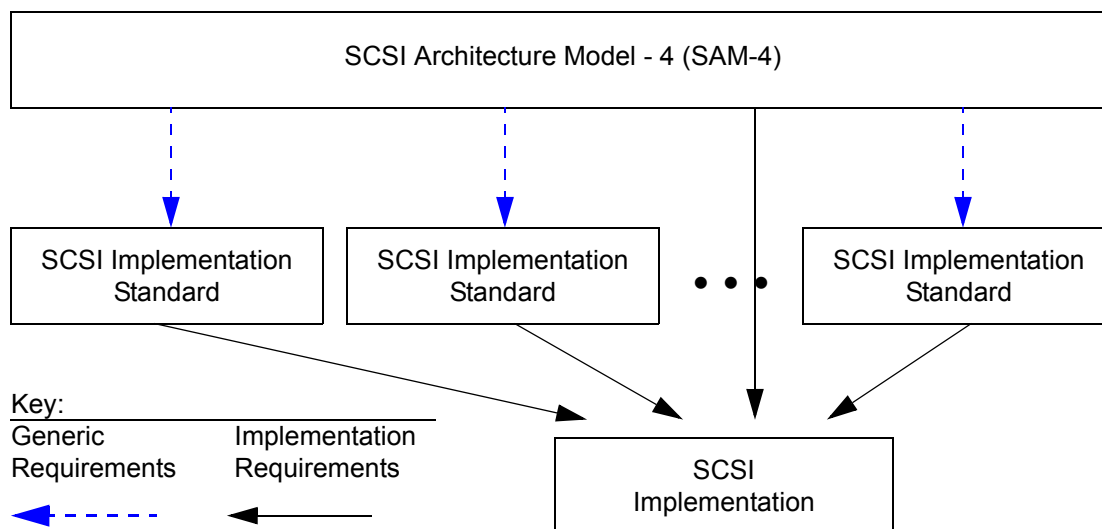 SCSI Architecture Model - 4 (SAM-4)
SCSI Implementation
Standard
SCSI Implementation
Standard
SCSI Implementation
Standard
Key:
Generic
Requirements
Implementation
Requirements
SCSI
Implementation